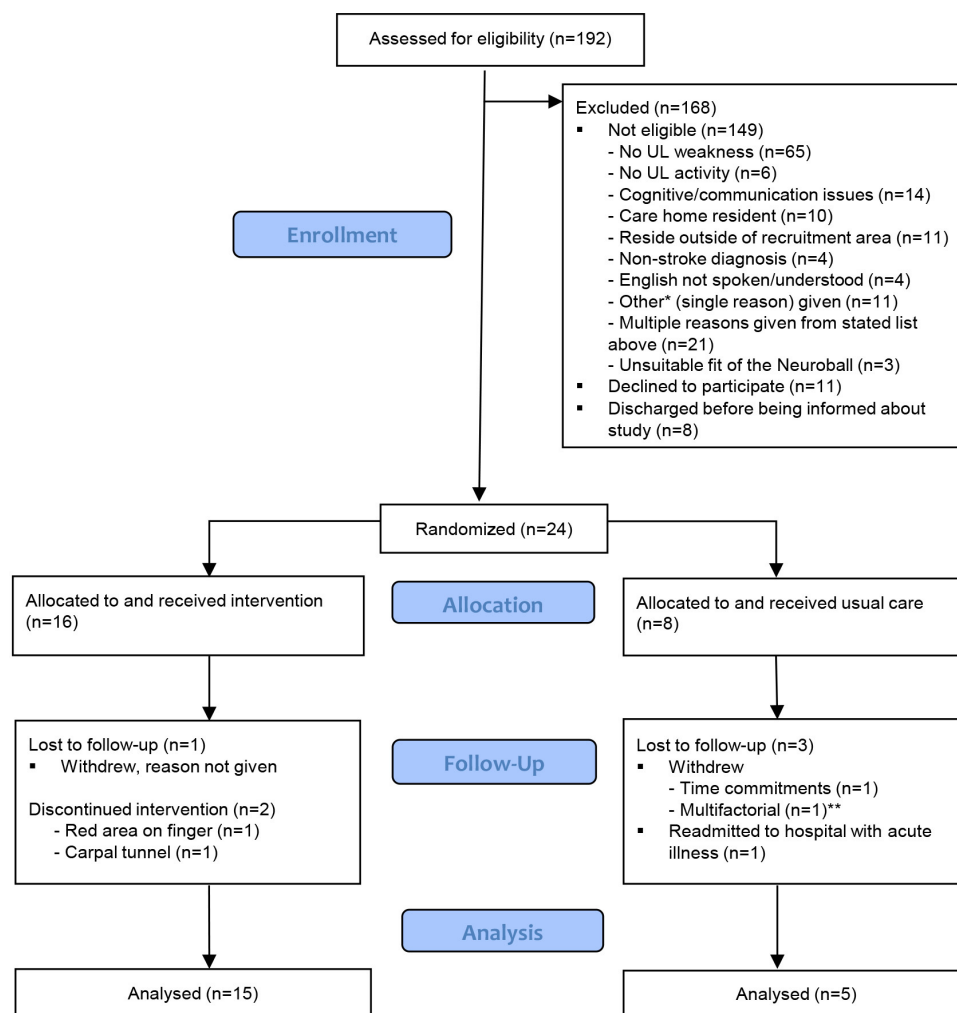 Assessed for eligibility (n=192)
Excluded (n=168)
▪ Not eligible (n=149)
- No UL weakness (n=65)
- No UL activity (n=6)
- Cognitive/communication issues (n=14)
- Care home resident (n=10)
- Reside outside of recruitment area (n=11)
- Non-stroke diagnosis (n=4)
- English not spoken/understood (n=4)
- Other* (single reason) given (n=11)
- Multiple reasons given from stated list
above (n=21)
- Unsuitable fit of the Neuroball (n=3)
▪ Declined to participate (n=11)
▪ Discharged before being informed about
study (n=8)
Enrollment
Randomized (n=24)
Allocated to and received intervention
(n=16)
Allocation
Allocated to and received usual care
(n=8)
Lost to follow-up (n=1)
▪ Withdrew, reason not given
Discontinued intervention (n=2)
- Red area on finger (n=1)
- Carpal tunnel (n=1)
Follow-Up
Lost to follow-up (n=3)
▪ Withdrew
- Time commitments (n=1)
- Multifactorial (n=1)**
▪ Readmitted to hospital with acute
illness (n=1)
Analysis
Analysed (n=15)
Analysed (n=5)